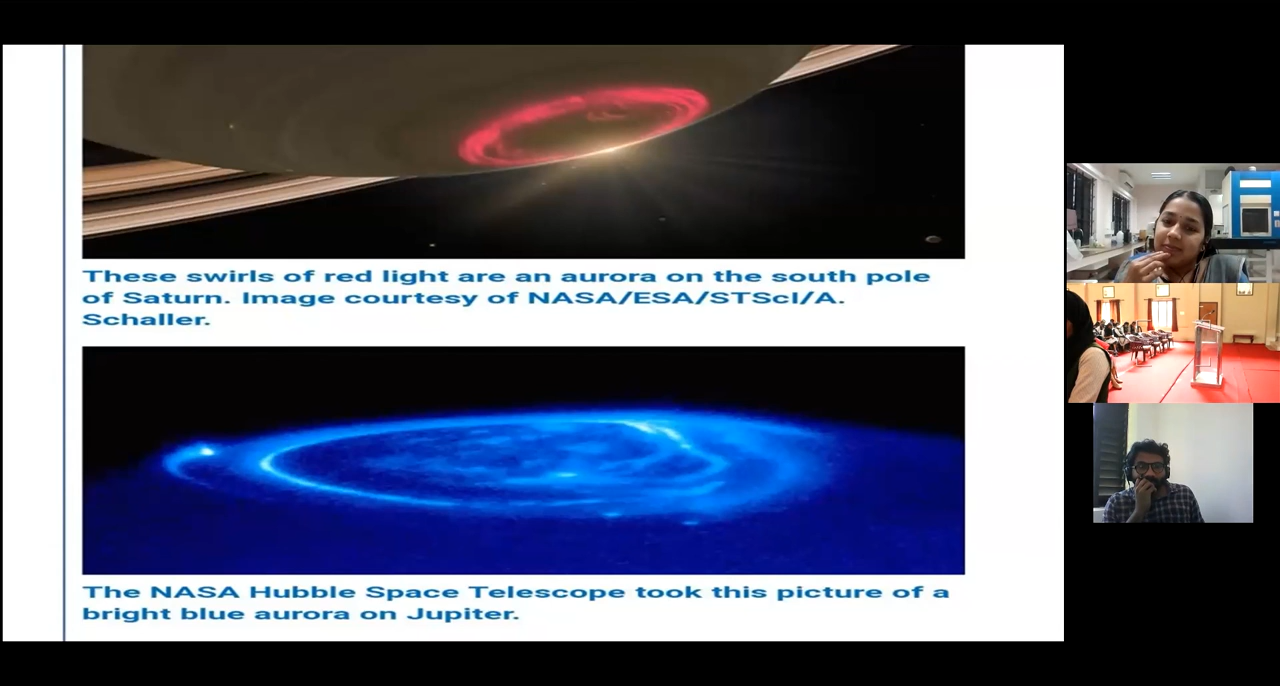 These swirls of red light are an aurora on the south pole
of Saturn. Image courtesy of NASA/ESA/STScI/A.
Schaller.
The NASA Hubble Space Telescope took this picture of a
bright blue aurora on Jupiter.